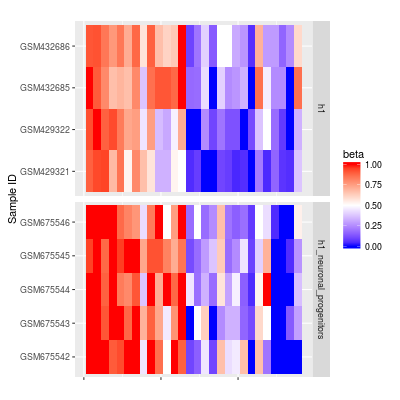 GSM432686
GSM432685
GSM429322
GSM429321
h1
GSM675546
GSM675545
GSM675544
GSM675543
GSM675542
h1_neuronal_progenitors
Sample ID
beta
1.00
0.75
0.50
0.25
0.00